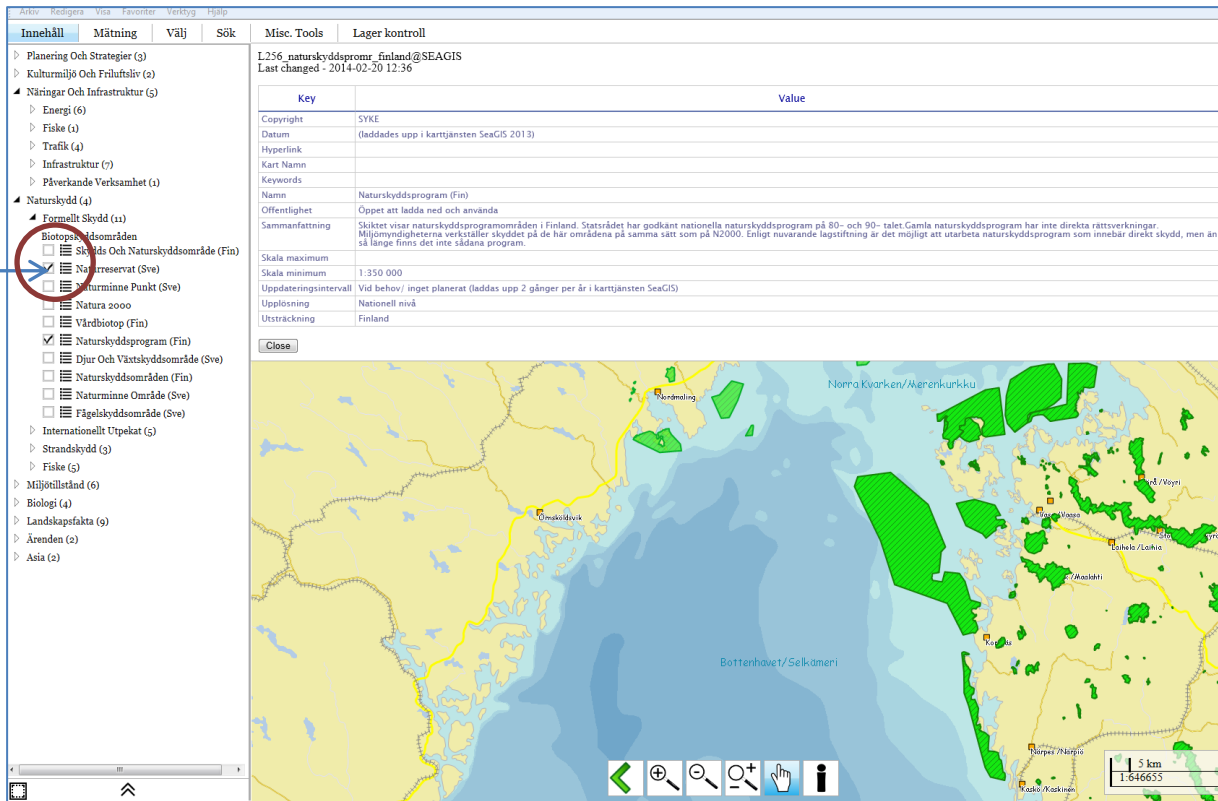 Arkiv Redigera Visa Favoriter Verktyg Hjälp
Innehåll Mätning Välj Sök Misc. Tools Lager kontroll
Planering Och Strategier (3)
Kulturmiljö Och Friluftsliv (2)
Näringar Och Infrastruktur (5)
Energi (6)
Fiske (1)
Trafik (4)
Infrastruktur (7)
Påverkande Verksamhet (1)
Naturskydd (4)
Formellt Skydd (11)
Biotopskyddsområden
Skydds Och Naturskyddsområde (Fin)
Naturreservat (Sve)
Naturminne Punkt (Sve)
Natura 2000
Vårdbiotop (Fin)
Naturskyddsprogram (Fin)
Djur Och Växtskyddsområde (Sve)
Naturskyddsområden (Fin)
Naturminne Område (Sve)
Fågelskyddsområde (Sve)
Internationellt Utpekat (5)
Strandskydd (3)
Fiske (5)
Miljötillstånd (6)
Biologi (4)
Landskapsfakta (9)
Ärenden (2)
Asia (2)
L256_naturskyddspromr_finland@SEAGIS
Last changed - 2014-02-20 12:36
Key Value
Copyright SYKE
Datum (laddades upp i karttjänsten SeaGIS 2013)
Hyperlink
Kart Namn
Keywords
Namn Naturskyddsprogram (Fin)
Offentlighet Öppet att ladda ned och använda
Sammanfattning Skiktet visar naturskyddsprogramområden i Finland. Statsrådet har godkänt nationella naturskyddsprogram på 80- och 90- talet.Gamla naturskyddsprogram har inte direkta rättsverkningar.
Miljömyndigheterna verkställer skyddet på de här områdena på samma sätt som på N2000. Enligt nuvarande lagstiftning är det möjligt att utarbeta naturskyddsprogram som innebär direkt skydd, men än
så länge finns det inte sådana program.
Skala maximum
Skala minimum 1:350 000
Uppdateringsintervall Vid behov/ inget planerat (laddas upp 2 gånger per år i karttjänsten SeaGIS)
Upplösning Nationell nivå
Utsträckning Finland
Close
Norra Kvarken/Merenkurkku
Nordmaling
Örnsköldsvik
/Vöyri
/Vaasa
Laihela /Laihia
/Maalahti
Bottenhavet/Selkämeri
Närpes /Närpiö
Kaskö /Kaskinen
5 km
1:646655